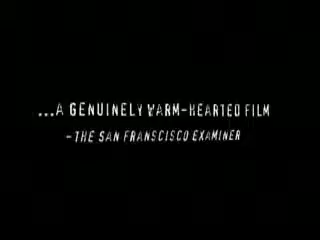 ...A GENUINELY WARM-HEARTED FILM
-THE SAN FRANSCISCO EXAMINER